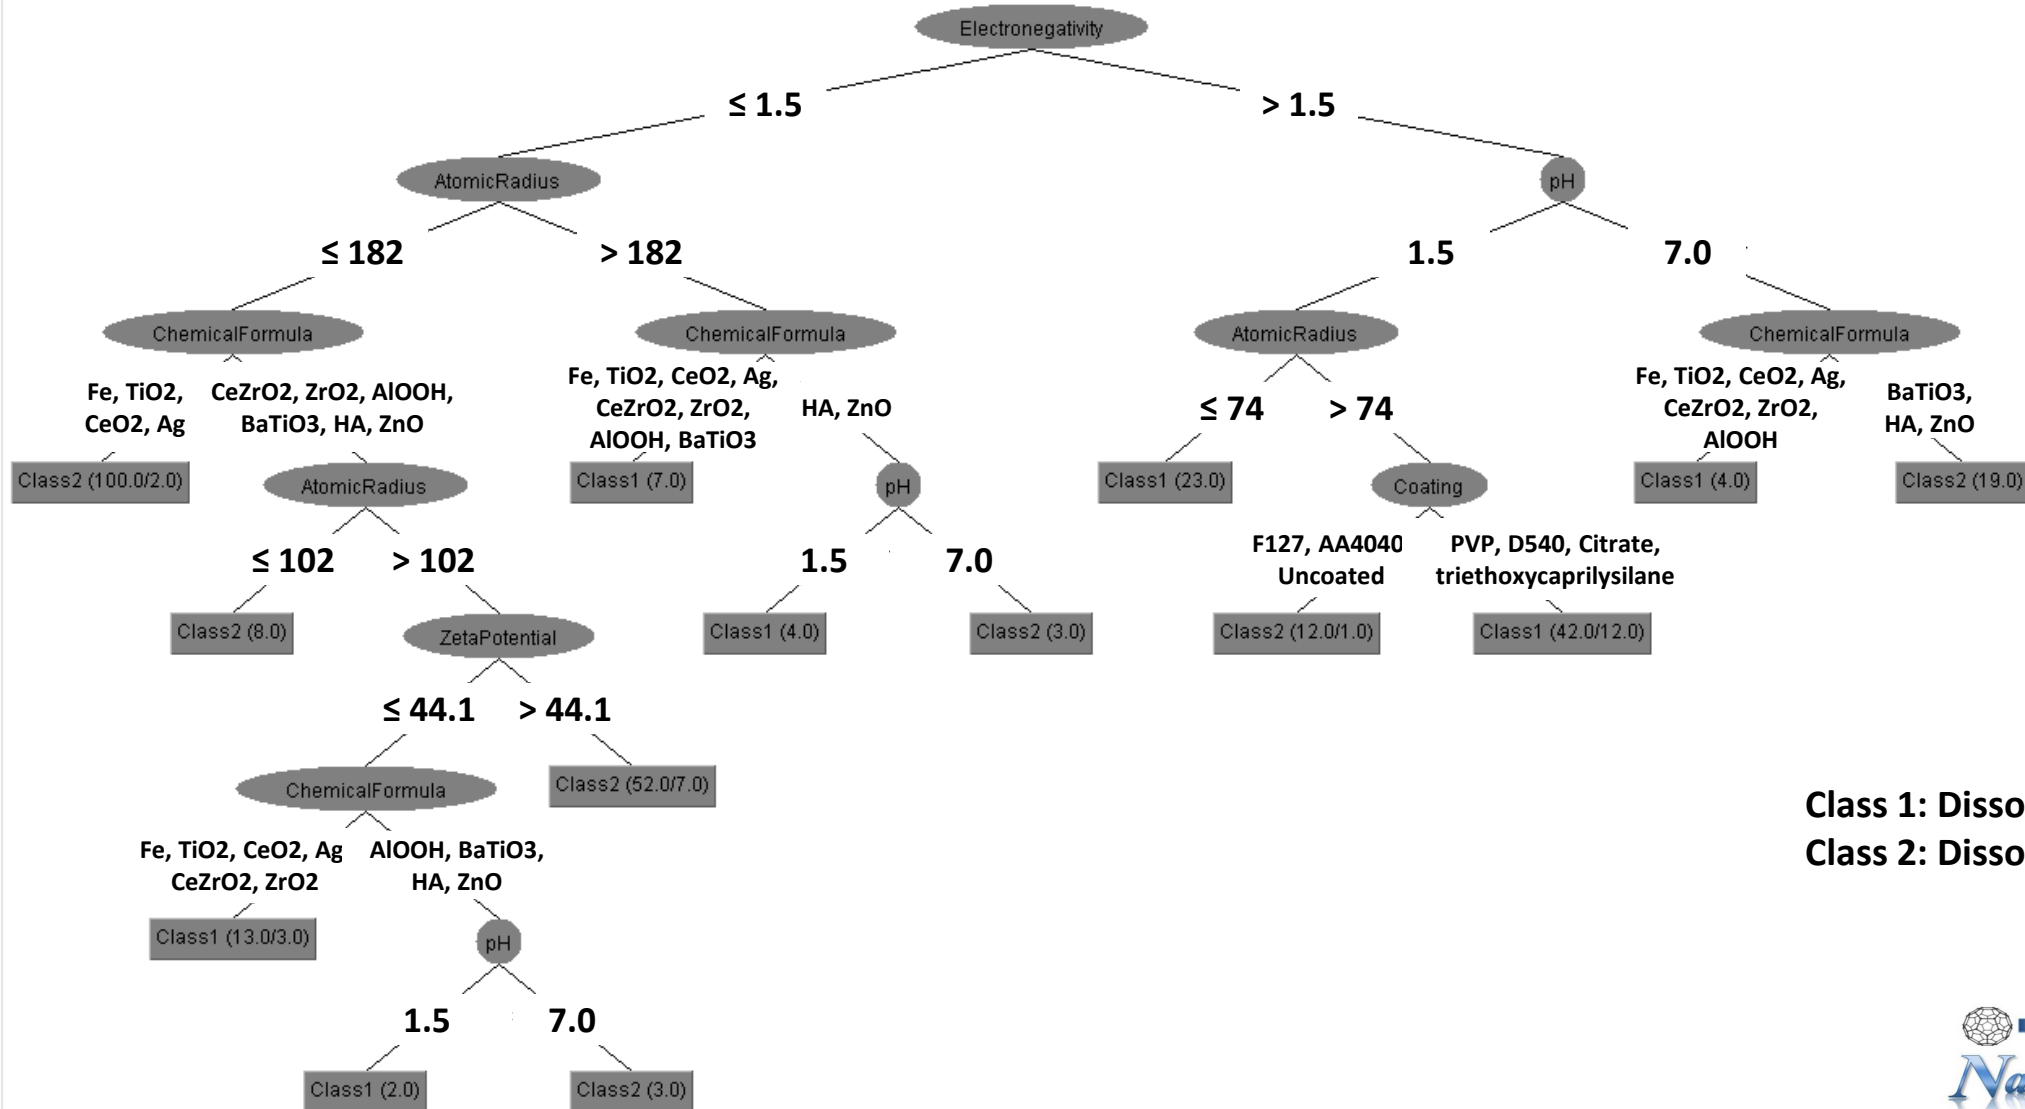 Electronegativity
≤ 1.5
> 1.5
AtomicRadius
pH
≤ 182
> 182
1.5
7.0
ChemicalFormula
ChemicalFormula
AtomicRadius
ChemicalFormula
Fe, TiO2,
CeO2, Ag
CeZrO2, ZrO2, AlOOH,
BaTiO3, HA, ZnO
Fe, TiO2, CeO2, Ag,
CeZrO2, ZrO2,
AlOOH, BaTiO3
HA, ZnO
≤ 74
> 74
Fe, TiO2, CeO2, Ag,
CeZrO2, ZrO2,
AlOOH
BaTiO3,
HA, ZnO
Class2 (100.0/2.0)
AtomicRadius
Class1 (7.0)
pH
Class1 (23.0)
Coating
Class1 (4.0)
Class2 (19.0)
≤ 102
> 102
1.5
7.0
F127, AA4040
Uncoated
PVP, D540, Citrate,
triethoxycaprilysilane
Class2 (8.0)
ZetaPotential
Class1 (4.0)
Class2 (3.0)
Class2 (12.0/1.0)
Class1 (42.0/12.0)
≤ 44.1
> 44.1
ChemicalFormula
Class2 (52.0/7.0)
Class 1: Disso
Class 2: Disso
Fe, TiO2, CeO2, Ag
CeZrO2, ZrO2
AlOOH, BaTiO3,
HA, ZnO
Class1 (13.0/3.0)
pH
1.5
7.0
Class1 (2.0)
Class2 (3.0)